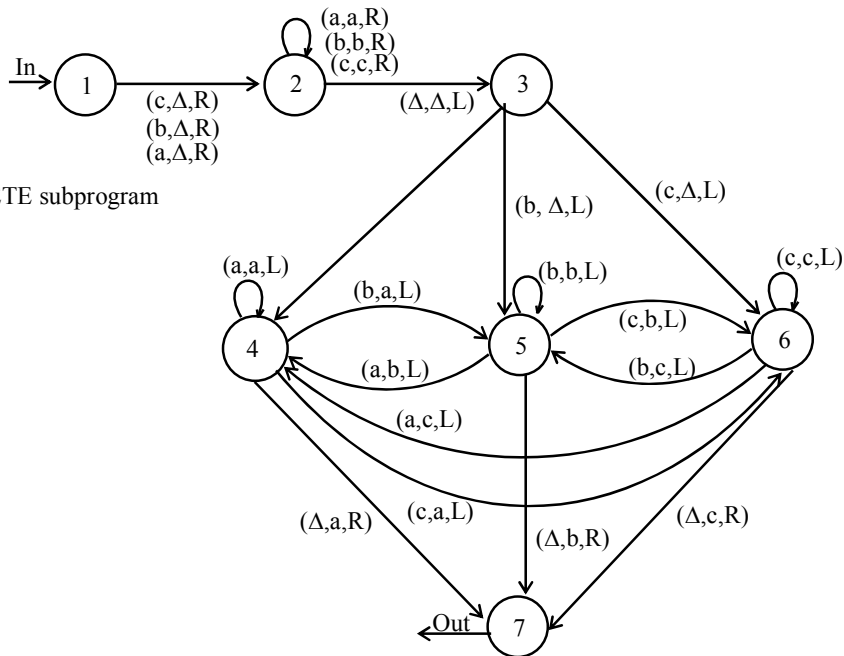 (a,a,R)
(b,b,R)
(c,c,R)
In
1
2
3
(c,Δ,R)
(b,Δ,R)
(a,Δ,R)
(Δ,Δ,L)
TE subprogram
(b, Δ,L)
(c,Δ,L)
(a,a,L)
(b,a,L)
(b,b,L)
(c,c,L)
(c,b,L)
4
5
6
(a,b,L)
(b,c,L)
(a,c,L)
(Δ,a,R)
(c,a,L)
(Δ,b,R)
(Δ,c,R)
Out
7